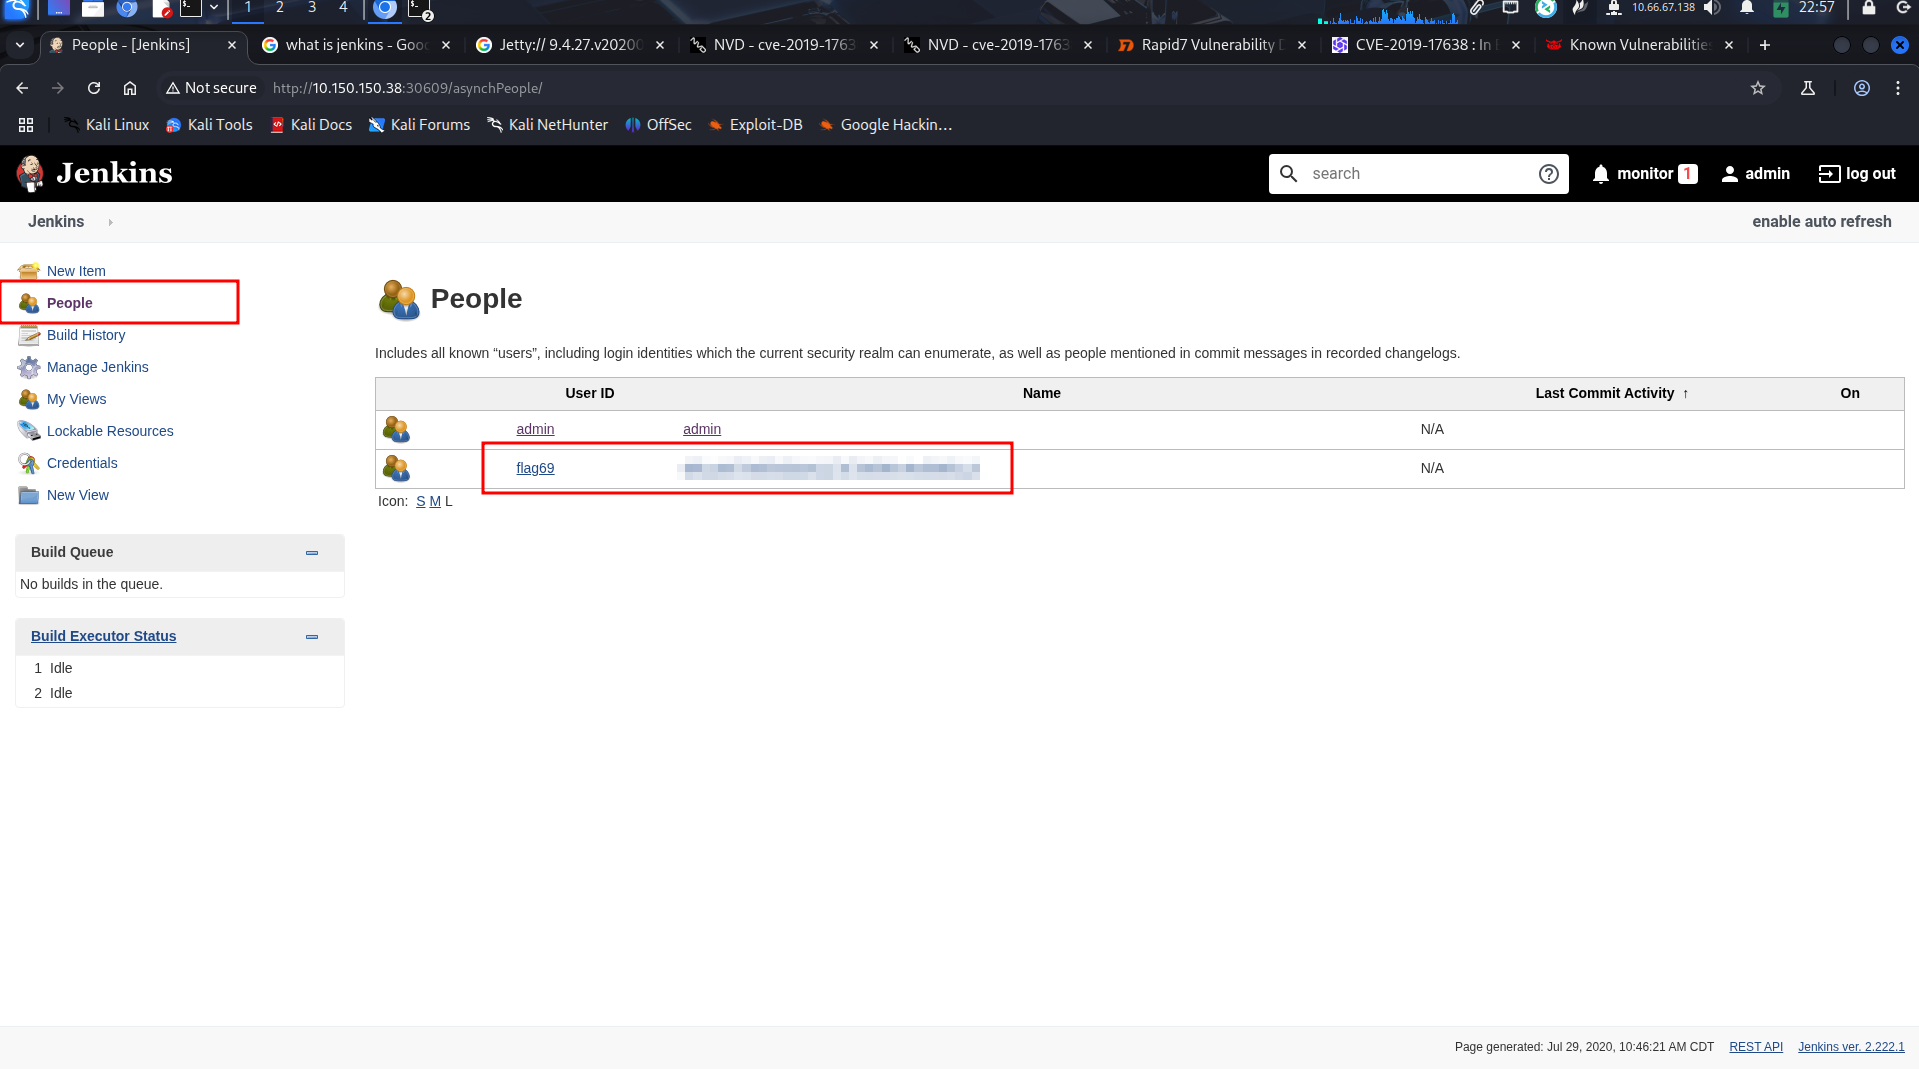 1 2 3 4 2 10.66.67.138 22:57
People - [Jenkins] what is jenkins - Goo Jetty:// 9.4.27.v2020 NVD - cve-2019-1763 NVD - cve-2019-1763 Rapid7 Vulnerability CVE-2019-17638 : In Known Vulnerabilitie
Not secure http://10.150.150.38:30609/asynchPeople/
Kali Linux Kali Tools Kali Docs Kali Forums Kali NetHunter OffSec Exploit-DB Google Hackin…
Jenkins search monitor 1 admin log out
Jenkins enable auto refresh
New Item
People
Build History
Manage Jenkins
My Views
Lockable Resources
Credentials
New View
Build Queue
No builds in the queue.
Build Executor Status
1 Idle
2 Idle
People
Includes all known “users”, including login identities which the current security realm can enumerate, as well as people mentioned in commit messages in recorded changelogs.
User ID Name Last Commit Activity ↑ On
admin admin N/A
flag69 N/A
Icon: S M L
Page generated: Jul 29, 2020, 10:46:21 AM CDT REST API Jenkins ver. 2.222.1